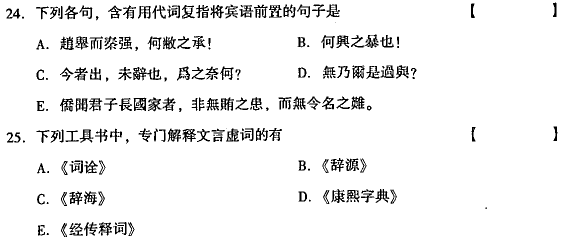 24. 下列各句，含有用代词复指将宾语前置的句子是 【 】
A. 趙舉而秦强，何敝之承！ B. 何興之暴也！
C. 今者出，未辭也，爲之奈何？ D. 無乃爾是過與？
E. 僑聞君子長國家者，非無賄之患，而無令名之難。
25. 下列工具书中，专门解释文言虚词的有 【 】
A. 《词诠》 B. 《辞源》
C. 《辞海》 D. 《康熙字典》
E. 《经传释词》